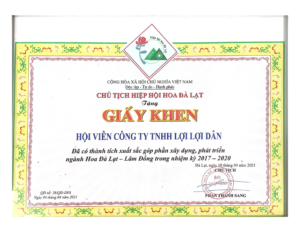 CỘNG HÒA XÃ HỘI CHỦ NGHĨA VIỆT NAM
Độc lập - Tự do - Hạnh phúc
CHỦ TỊCH HIỆP HỘI HOA ĐÀ LẠT
Tặng
GIẤY KHEN
HỘI VIÊN CÔNG TY TNHH LỢI LỢI DÂN
Đã có thành tích xuất sắc góp phần xây dựng, phát triển
ngành Hoa Đà Lạt - Lâm Đồng trong nhiệm kỳ 2017 - 2020
CHỦ TỊCH
PHAN THANH SANG